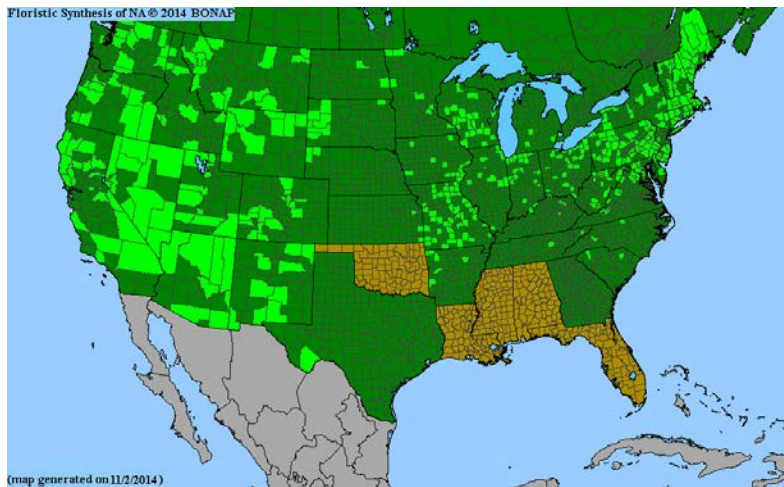 Floristic Synthesis of NA © 2014 BONAP
(map generated on 11/2/2014)